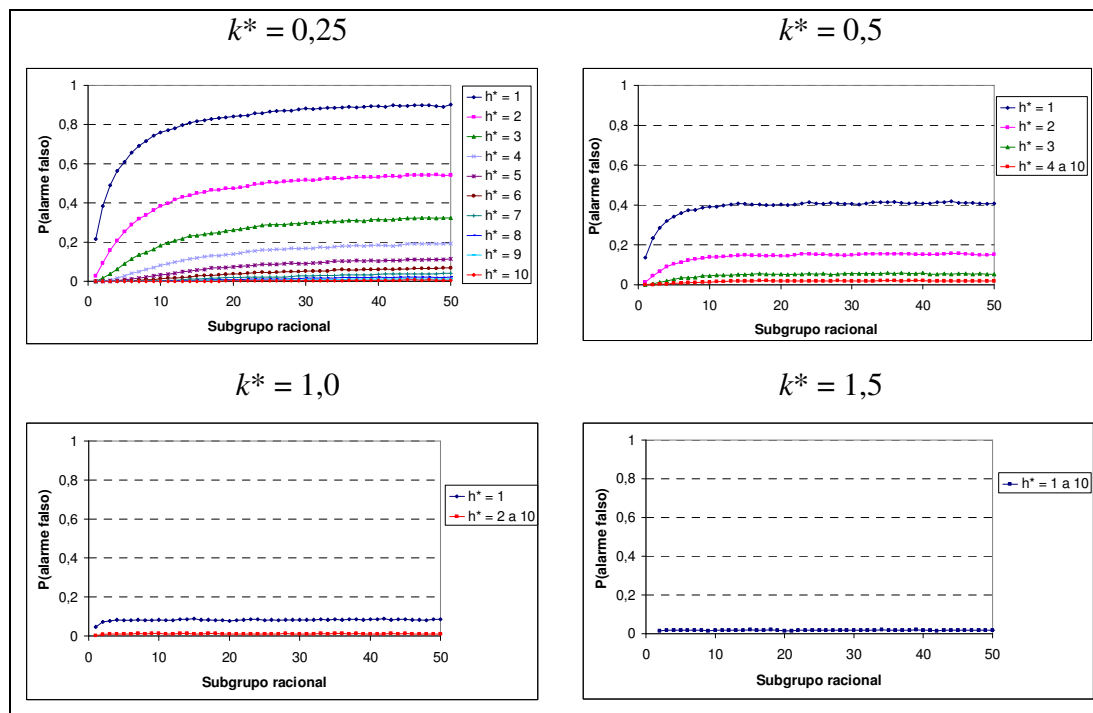 k* = 0,25
k* = 0,5
P(alarme falso)
1
0,8
0,6
0,4
0,2
0
0 10 20 30 40 50
Subgrupo racional
h* = 1
h* = 2
h* = 3
h* = 4
h* = 5
h* = 6
h* = 7
h* = 8
h* = 9
h* = 10
P(alarme falso)
1
0,8
0,6
0,4
0,2
0
0 10 20 30 40 50
Subgrupo racional
h* = 1
h* = 2
h* = 3
h* = 4 a 10
k* = 1,0
k* = 1,5
P(alarme falso)
1
0,8
0,6
0,4
0,2
0
0 10 20 30 40 50
Subgrupo racional
h* = 1
h* = 2 a 10
P(alarme falso)
1
0,8
0,6
0,4
0,2
0
0 10 20 30 40 50
Subgrupo racional
h* = 1 a 10